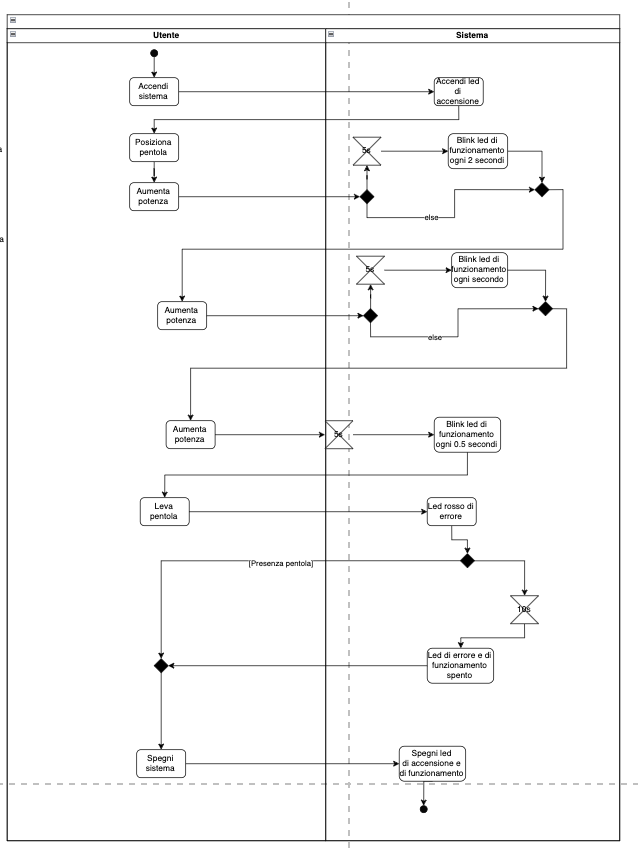 Utente
Sistema
Accendi
sistema
Accendi led
di
accensione
a
Posiziona
pentola
5s
Blink led di
funzionamento
ogni 2 secondi
Aumenta
potenza
else
a
5s
Blink led di
funzionamento
ogni secondo
Aumenta
potenza
else
Aumenta
potenza
5s
Blink led di
funzionamento
ogni 0.5 secondi
Leva
pentola
Led rosso di
errore
[Presenza pentola]
10s
Led di errore e di
funzionamento
spento
Spegni
sistema
Spegni led
di accensione e
di funzionamento